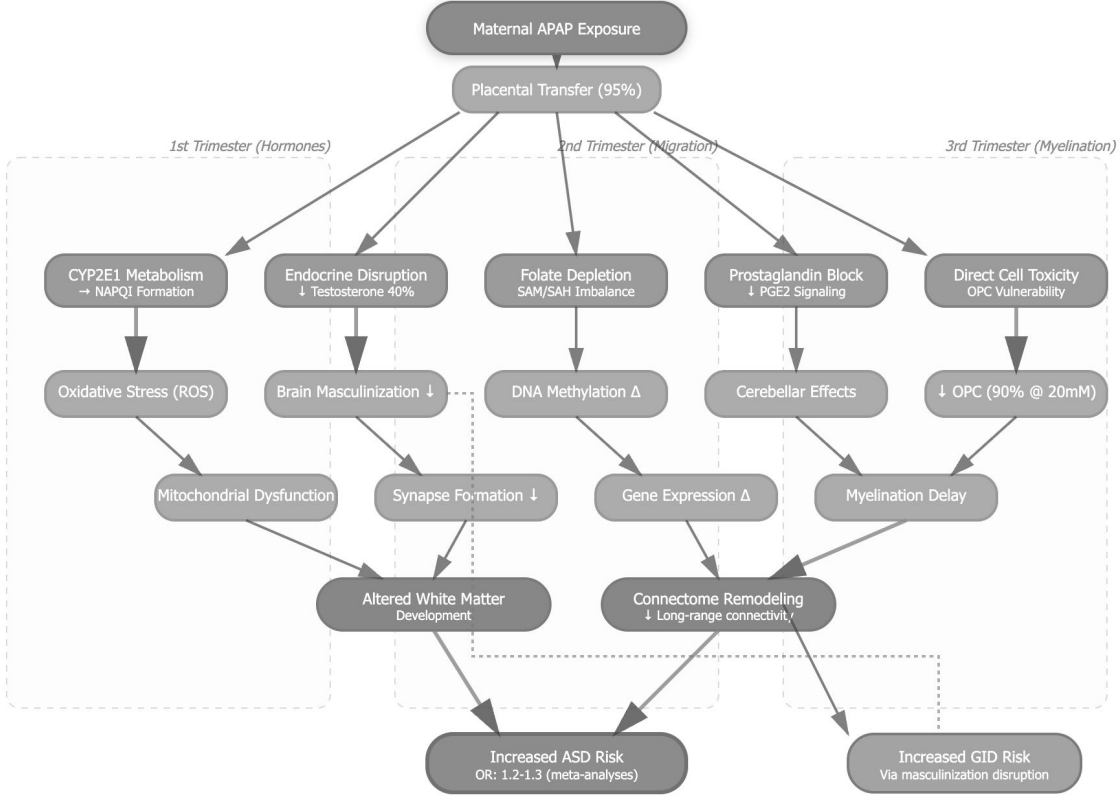 Maternal APAP Exposure
Placental Transfer (95%)
1st Trimester (Hormones)
2nd Trimester (Migration)
3rd Trimester (Myelination)
CYP2E1 Metabolism
→ NAPQI Formation
Endocrine Disruption
↓ Testosterone 40%
Folate Depletion
SAM/SAH Imbalance
Prostaglandin Block
↓ PGE2 Signaling
Direct Cell Toxicity
OPC Vulnerability
Oxidative Stress (ROS)
Brain Masculinization ↓
DNA Methylation Δ
Cerebellar Effects
↓ OPC (90% @ 20mM)
Mitochondrial Dysfunction
Synapse Formation ↓
Gene Expression Δ
Myelination Delay
Altered White Matter
Development
Connectome Remodeling
↓ Long-range connectivity
Increased ASD Risk
OR: 1.2-1.3 (meta-analyses)
Increased GID Risk
Via masculinization disruption